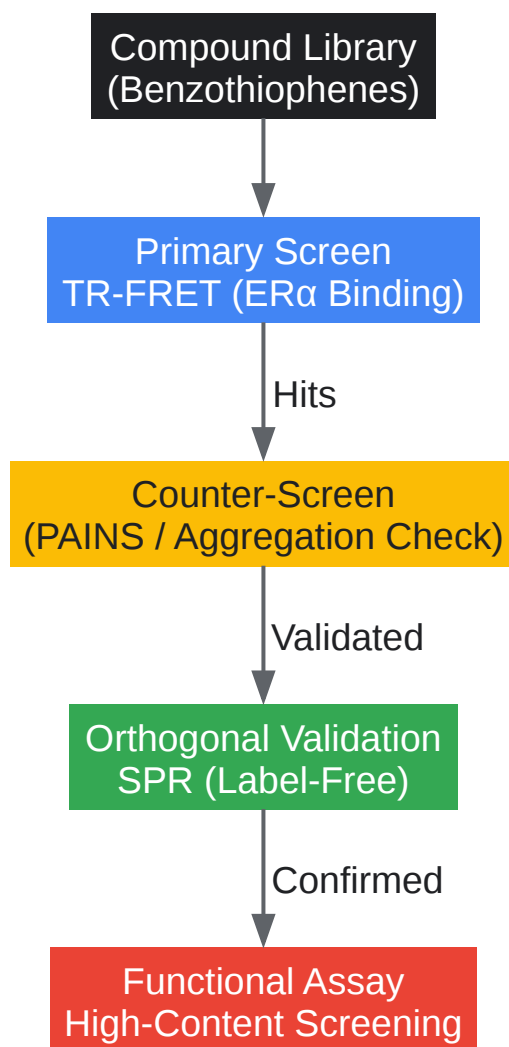 Compound Library
(Benzothiophenes)
Primary Screen
TR-FRET (ERα Binding)
Hits
Counter-Screen
(PAINS / Aggregation Check)
Validated
Orthogonal Validation
SPR (Label-Free)
Confirmed
Functional Assay
High-Content Screening